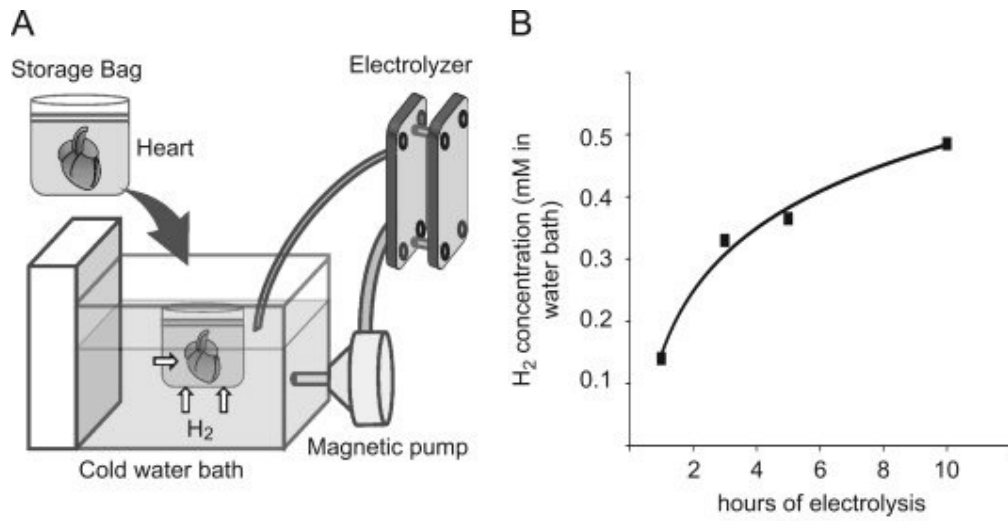 A
Storage Bag
Heart
Electrolyzer
H₂
Magnetic pump
Cold water bath
B
H₂ concentration (mM in
water bath)
0.5
0.4
0.3
0.2
0.1
2 4 6 8 10
hours of electrolysis